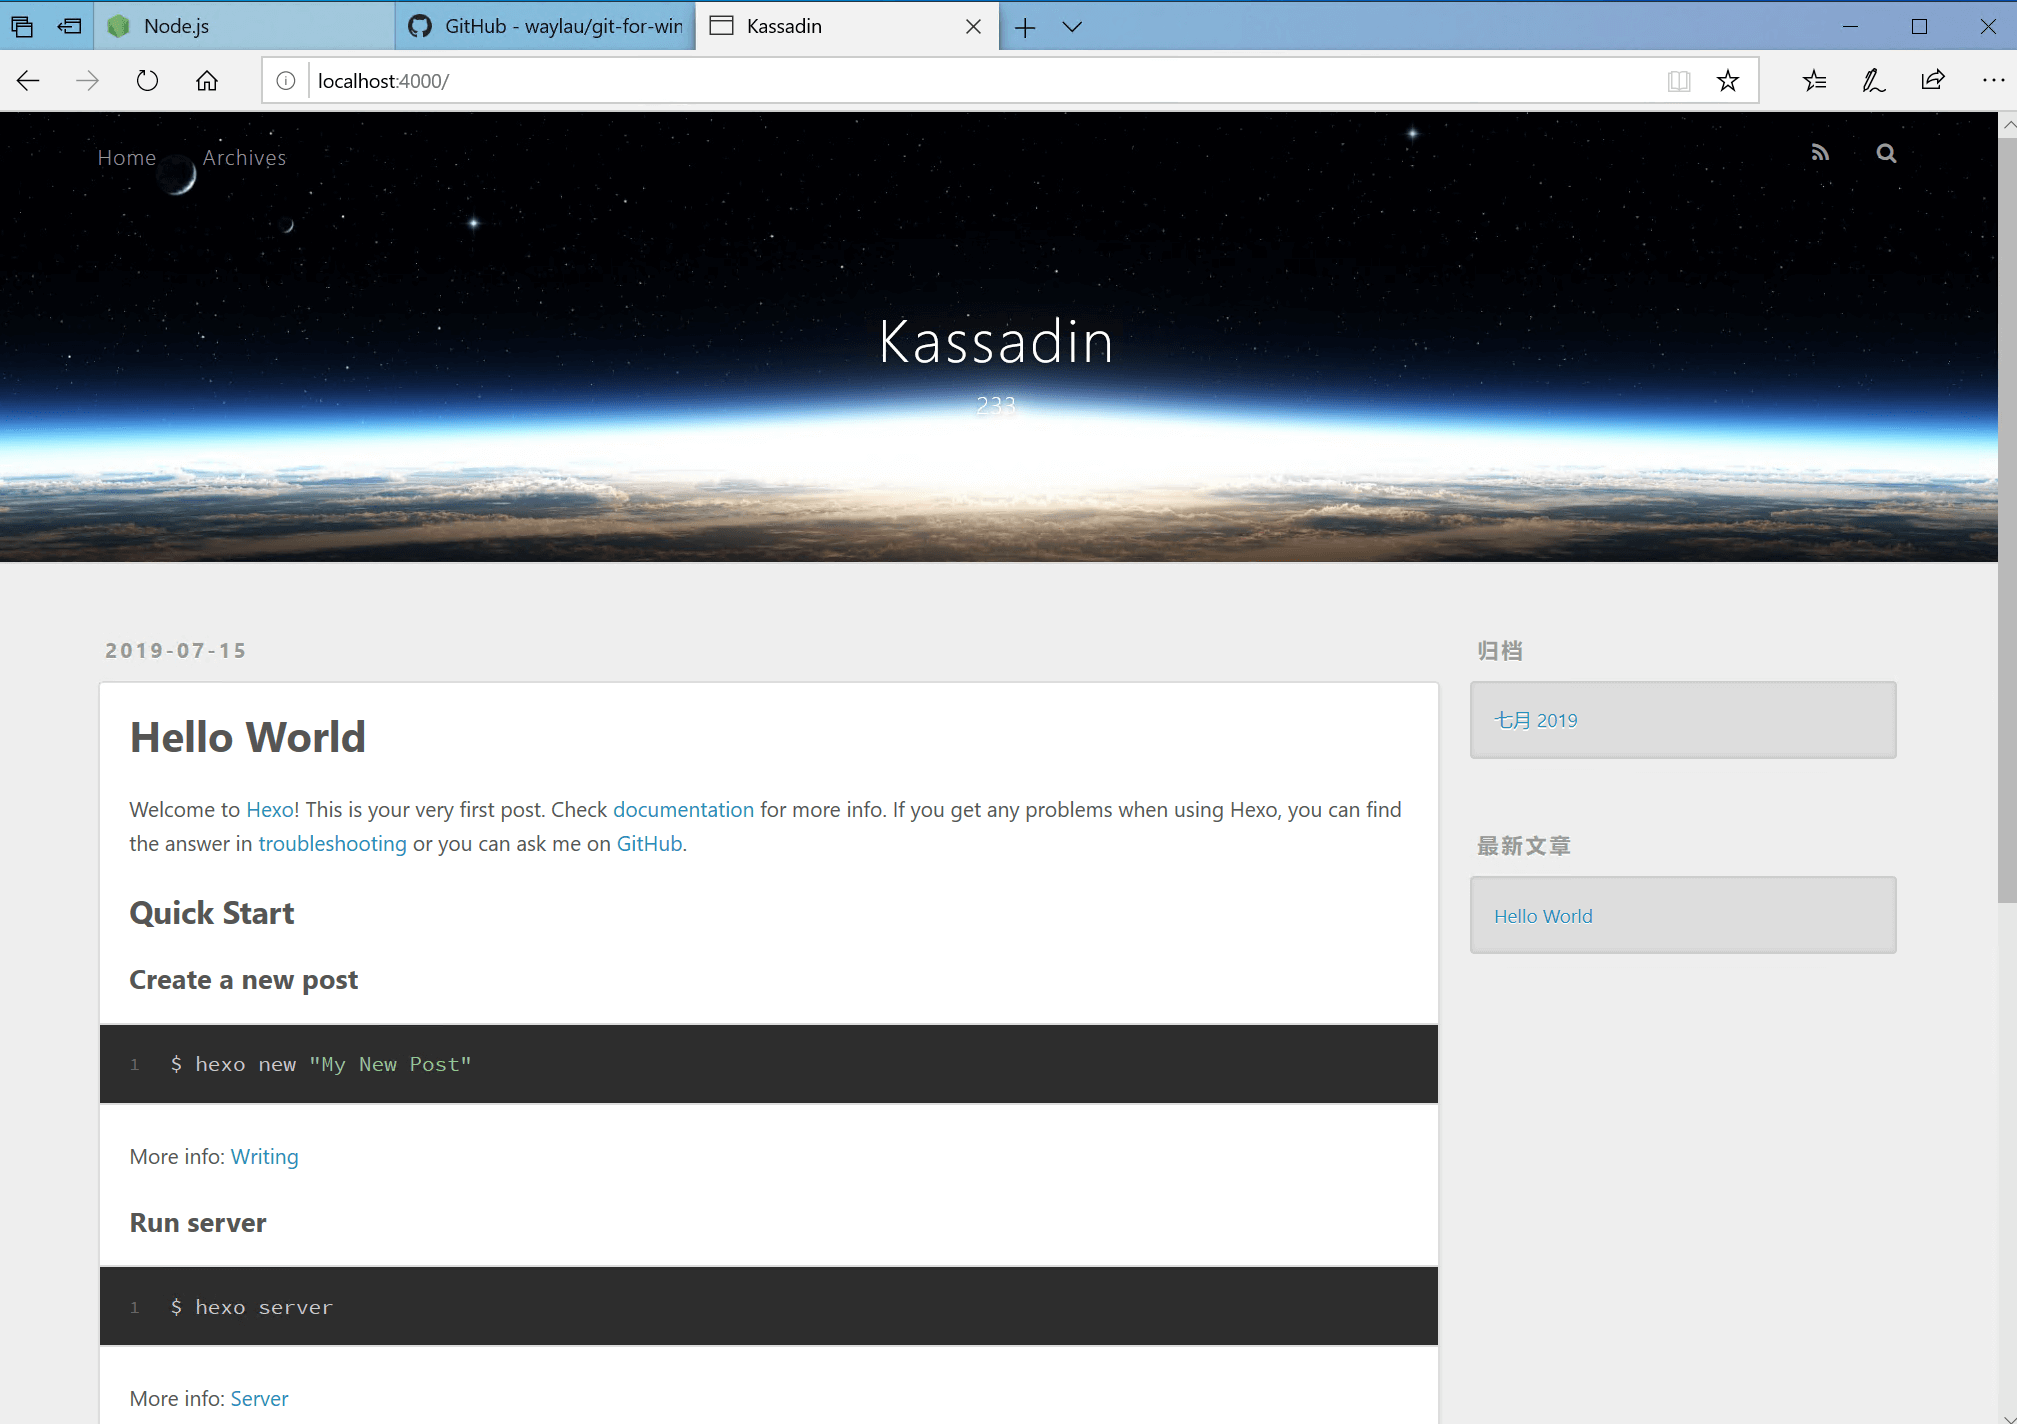 Node.js
GitHub - waylau/git-for-win
Kassadin
localhost:4000/
Home
Archives
Kassadin
233
2019-07-15
Hello World
Welcome to Hexo! This is your very first post. Check documentation for more info. If you get any problems when using Hexo, you can find
the answer in troubleshooting or you can ask me on GitHub.
Quick Start
Create a new post
1 $ hexo new "My New Post"
More info: Writing
Run server
1 $ hexo server
More info: Server
归档
七月 2019
最新文章
Hello World